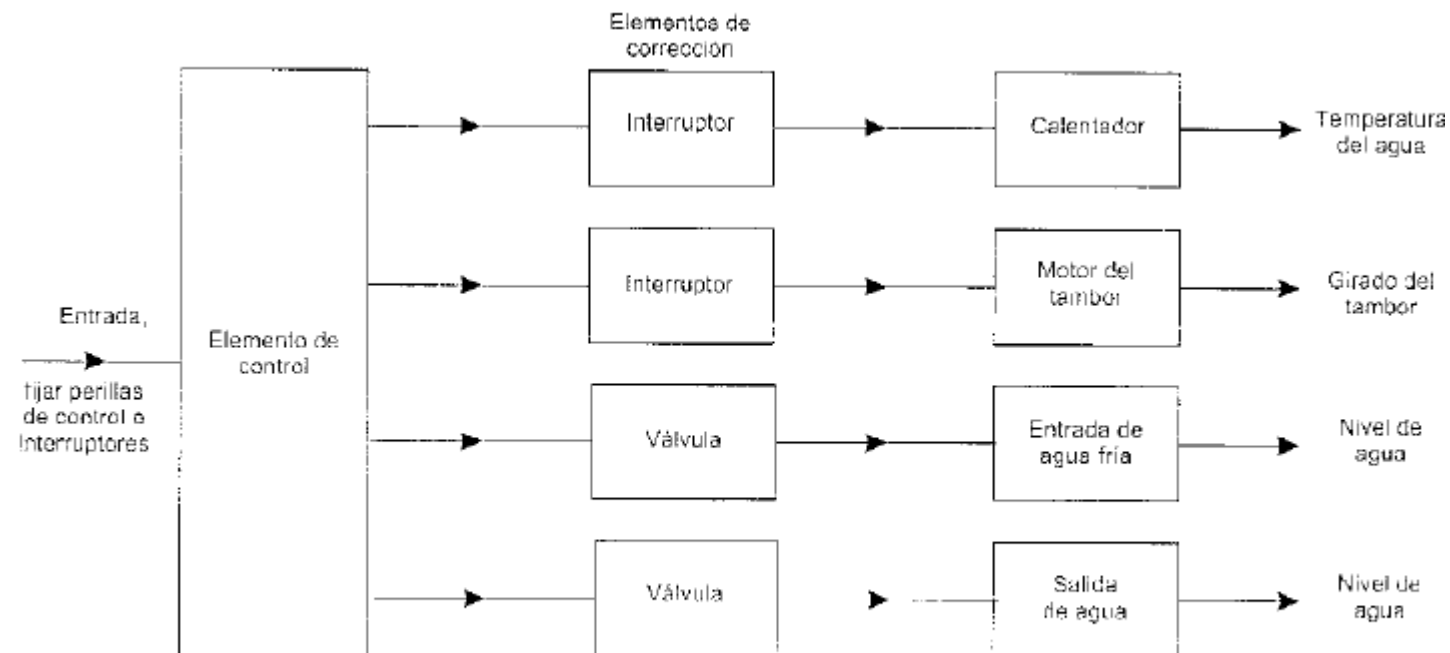 Elementos de
corrección
Interruptor
Calentador
Temperatura
del agua
Interruptor
Motor del
tambor
Girado del
tambor
Entrada,
fijar perillas
de control e
interruptores
Elemento de
control
Válvula
Entrada de
agua fría
Nivel de
agua
Válvula
Salida
de agua
Nivel de
agua